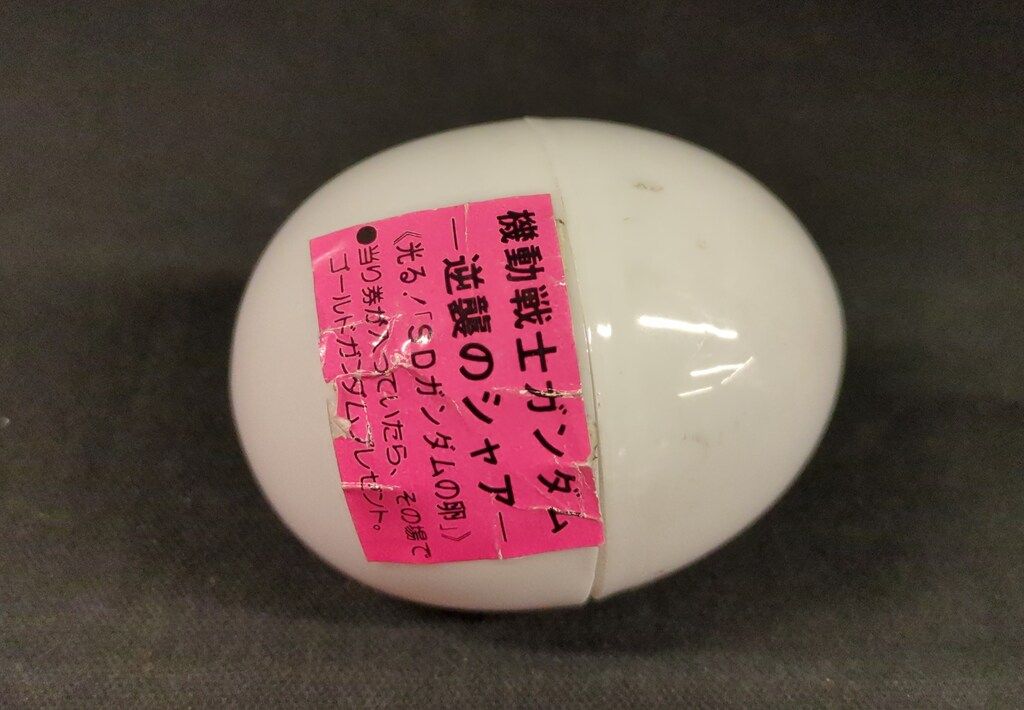 機動戦士ガンダム
―逆襲のシャアー
《光る!「SDガンダムの卵」》
●当り券が入っていたら、その場で
ゴールドガンダムプレゼント。